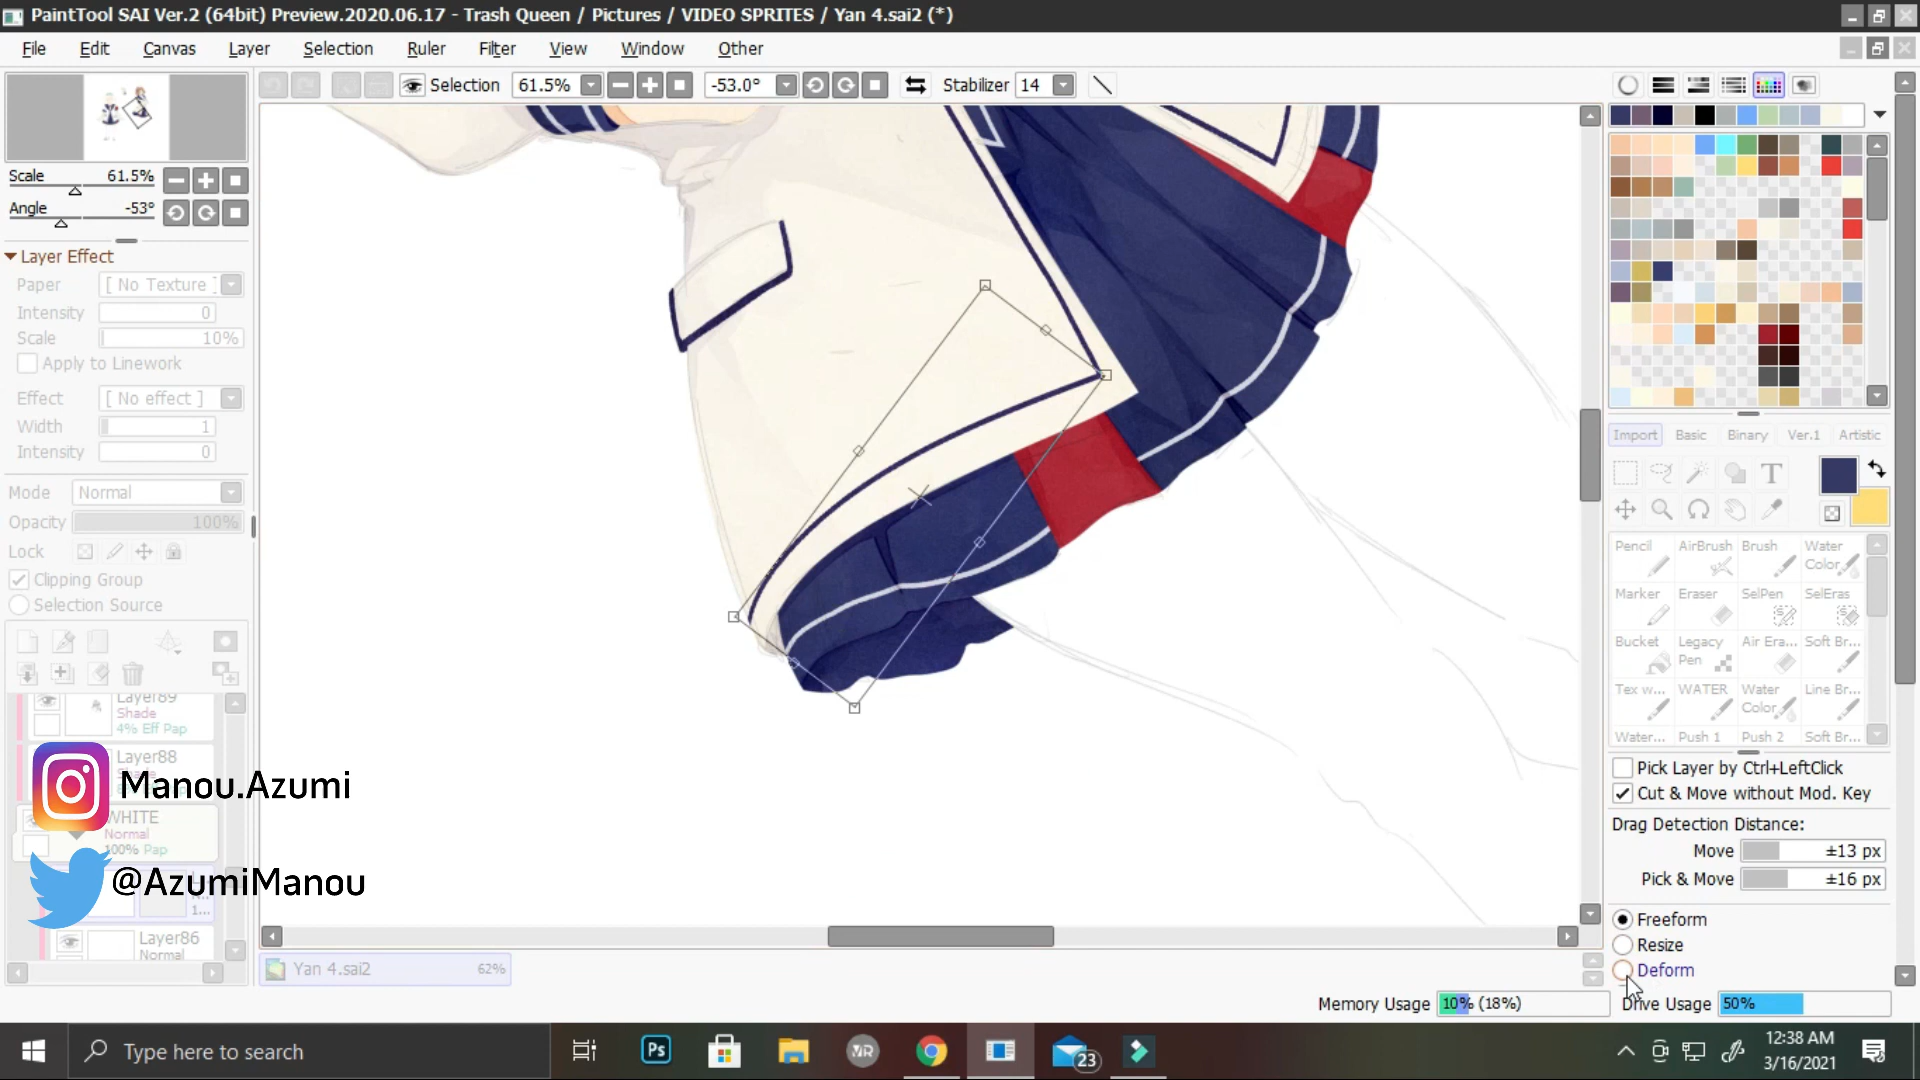 PaintTool SAI Ver.2 (64bit) Preview.2020.06.17 - Trash Queen / Pictures / VIDEO SPRITES / Yan 4.sai2 (*)
File Edit Canvas Layer Selection Ruler Filter View Window Other
Selection 61.5% -53.0° Stabilizer 14
Scale 61.5%
Angle -53°
Layer Effect
Paper [ No Texture ]
Intensity 0
Scale 10%
Apply to Linework
Effect [ No effect ]
Width 1
Intensity 0
Mode Normal
Opacity 100%
Lock
Clipping Group
Selection Source
Layer89
Shade
4% Eff Pap
Layer88
WHITE
Normal
100% Pap
Layer86
Normal
Manou.Azumi
@AzumiManou
Yan 4.sai2 62%
Import Basic Binary Ver.1 Artistic
T
Pencil AirBrush Brush Water Color
Marker Eraser SelPen SelEras
Bucket Legacy Pen Air Era... Soft Br...
Tex w... WATER Water Color Line Br...
Water... Push 1 Push 2 Soft Br...
Pick Layer by Ctrl+LeftClick
Cut & Move without Mod. Key
Drag Detection Distance:
Move ±13 px
Pick & Move ±16 px
Freeform
Resize
Deform
Memory Usage 10% (18%) Drive Usage 50%
Type here to search
Ps
23
12:38 AM
3/16/2021